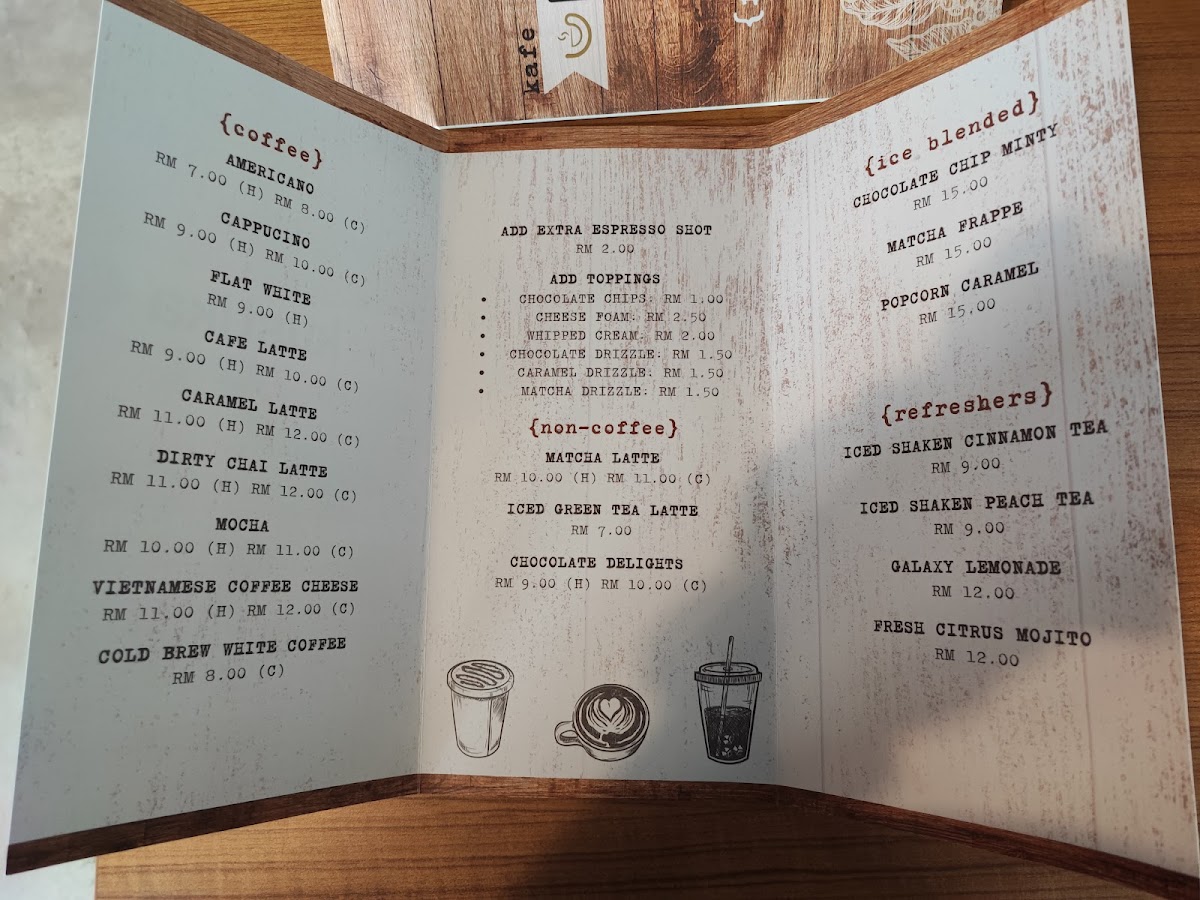 kafe
{coffee}
AMERICANO
RM 7.00 (H) RM 8.00 (C)
CAPPUCINO
RM 9.00 (H) RM 10.00 (C)
FLAT WHITE
RM 9.00 (H)
CAFE LATTE
RM 9.00 (H) RM 10.00 (C)
CARAMEL LATTE
RM 11.00 (H) RM 12.00 (C)
DIRTY CHAI LATTE
RM 11.00 (H) RM 12.00 (C)
MOCHA
RM 10.00 (H) RM 11.00 (C)
VIETNAMESE COFFEE CHEESE
RM 11.00 (H) RM 12.00 (C)
COLD BREW WHITE COFFEE
RM 8.00 (C)
ADD EXTRA ESPRESSO SHOT
RM 2.00
ADD TOPPINGS
• CHOCOLATE CHIPS: RM 1.00
• CHEESE FOAM: RM 2.50
• WHIPPED CREAM: RM 2.00
• CHOCOLATE DRIZZLE: RM 1.50
• CARAMEL DRIZZLE: RM 1.50
• MATCHA DRIZZLE: RM 1.50
{non-coffee}
MATCHA LATTE
RM 10.00 (H) RM 11.00 (C)
ICED GREEN TEA LATTE
RM 7.00
CHOCOLATE DELIGHTS
RM 9.00 (H) RM 10.00 (C)
{ice blended}
CHOCOLATE CHIP MINTY
RM 15.00
MATCHA FRAPPE
RM 15.00
POPCORN CARAMEL
RM 15.00
{refreshers}
ICED SHAKEN CINNAMON TEA
RM 9.00
ICED SHAKEN PEACH TEA
RM 9.00
GALAXY LEMONADE
RM 12.00
FRESH CITRUS MOJITO
RM 12.00